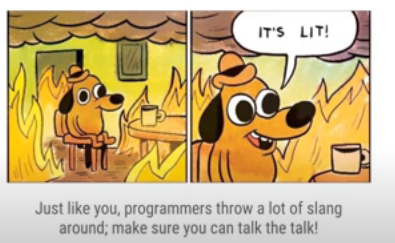 IT'S LIT!
Just like you, programmers throw a lot of slang
around; make sure you can talk the talk!